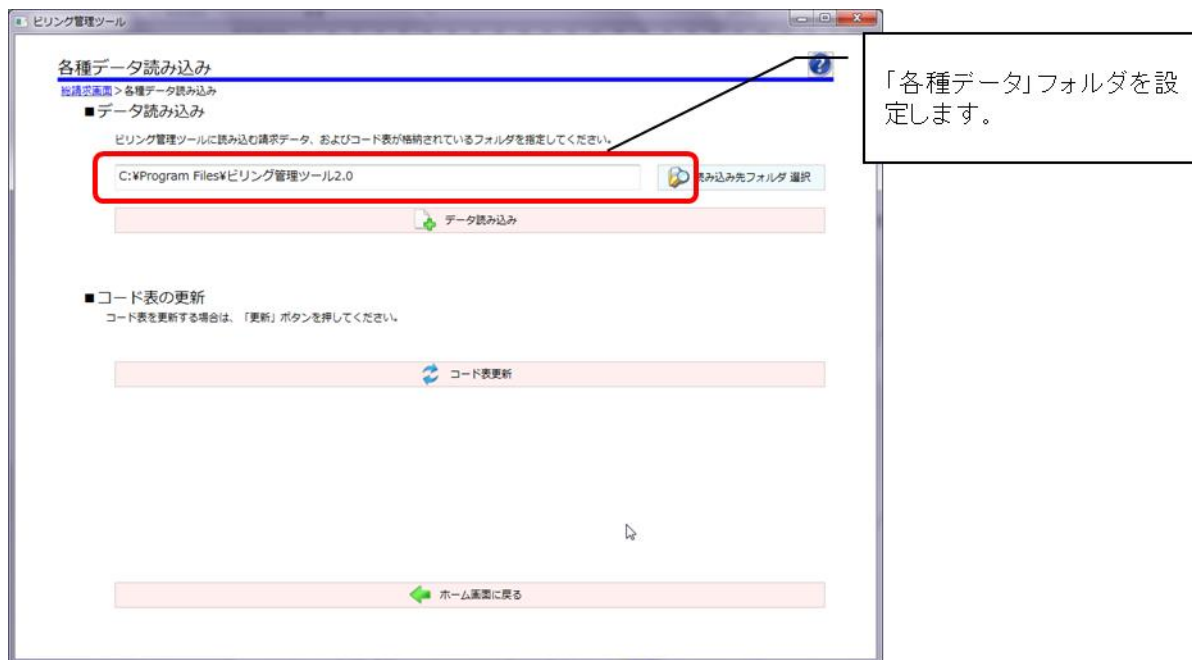 ビリング管理ツール
各種データ読み込み
総請求画面>各種データ読み込み
■データ読み込み
ビリング管理ツールに読み込む請求データ、およびコード表が格納されているフォルダを指定してください。
C:¥Program Files¥ビリング管理ツール2.0
読み込み先フォルダ 選択
データ読み込み
■コード表の更新
コード表を更新する場合は、「更新」ボタンを押してください。
コード表更新
ホーム画面に戻る
「各種データ」フォルダを設
定します。